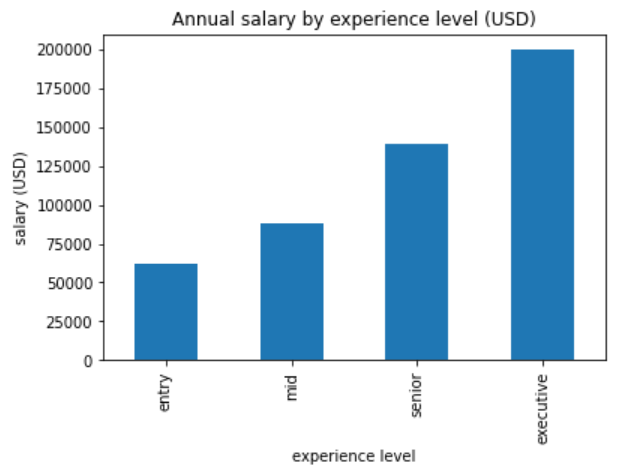 Annual salary by experience level (USD)
200000
175000
150000
125000
100000
75000
50000
25000
0
salary (USD)
entry
mid
senior
executive
experience level